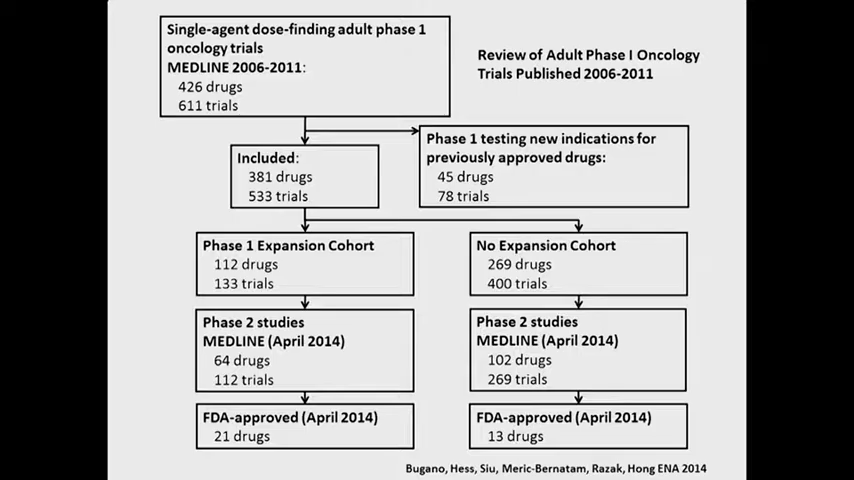 Single-agent dose-finding adult phase 1
oncology trials
MEDLINE 2006-2011:
426 drugs
611 trials
Review of Adult Phase I Oncology
Trials Published 2006-2011
Phase 1 testing new indications for
previously approved drugs:
45 drugs
78 trials
Included:
381 drugs
533 trials
Phase 1 Expansion Cohort
112 drugs
133 trials
No Expansion Cohort
269 drugs
400 trials
Phase 2 studies
MEDLINE (April 2014)
64 drugs
112 trials
Phase 2 studies
MEDLINE (April 2014)
102 drugs
269 trials
FDA-approved (April 2014)
21 drugs
FDA-approved (April 2014)
13 drugs
Bugano, Hess, Siu, Meric-Bernatam, Razak, Hong ENA 2014